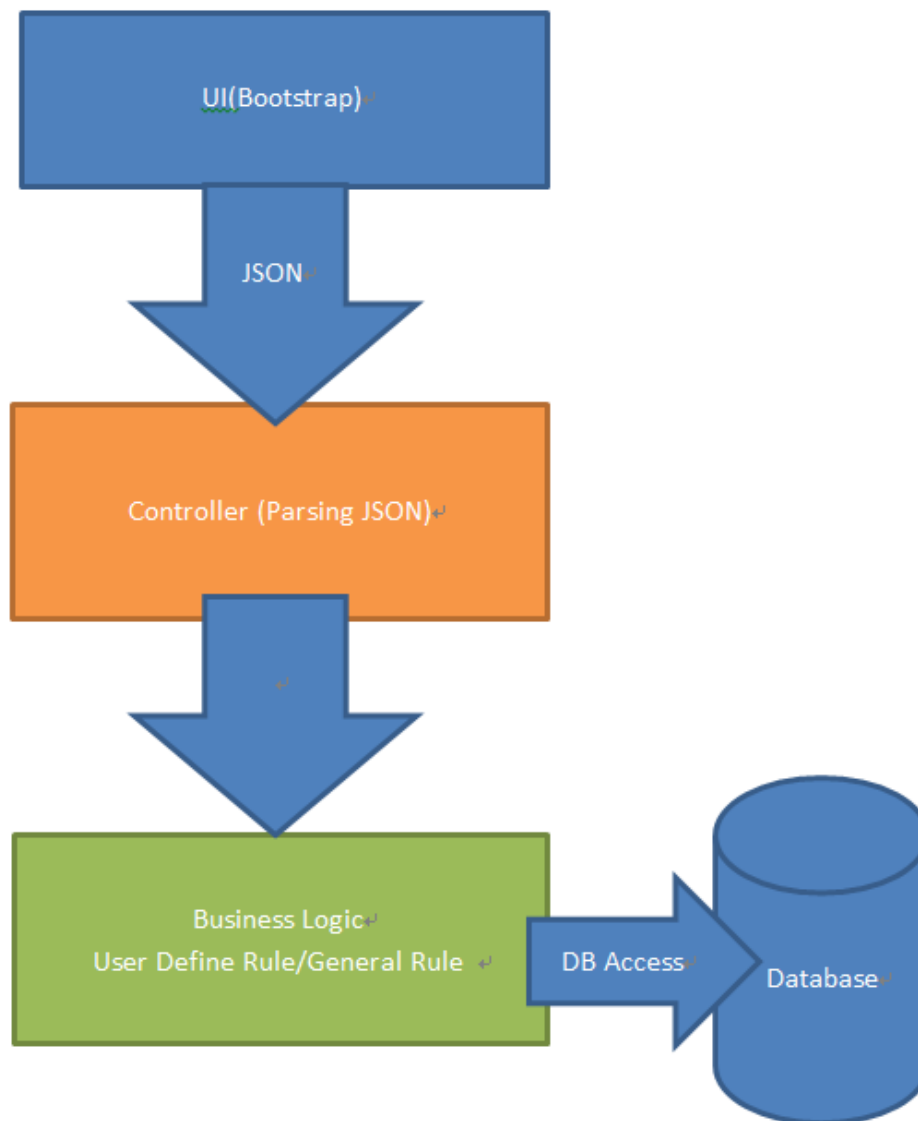 UI(Bootstrap)
JSON
Controller (Parsing JSON)
Business Logic
User Define Rule/General Rule
DB Access
Database